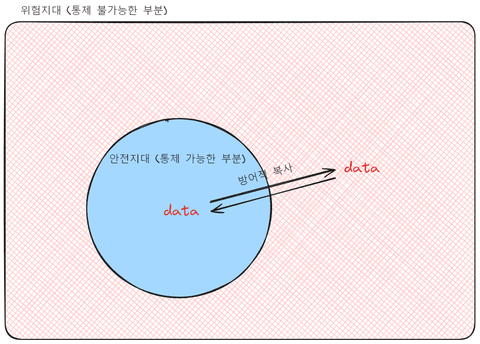 위험지대 (통제 불가능한 부분)
안전지대 (통제 가능한 부분)
방어적 복사
data
data